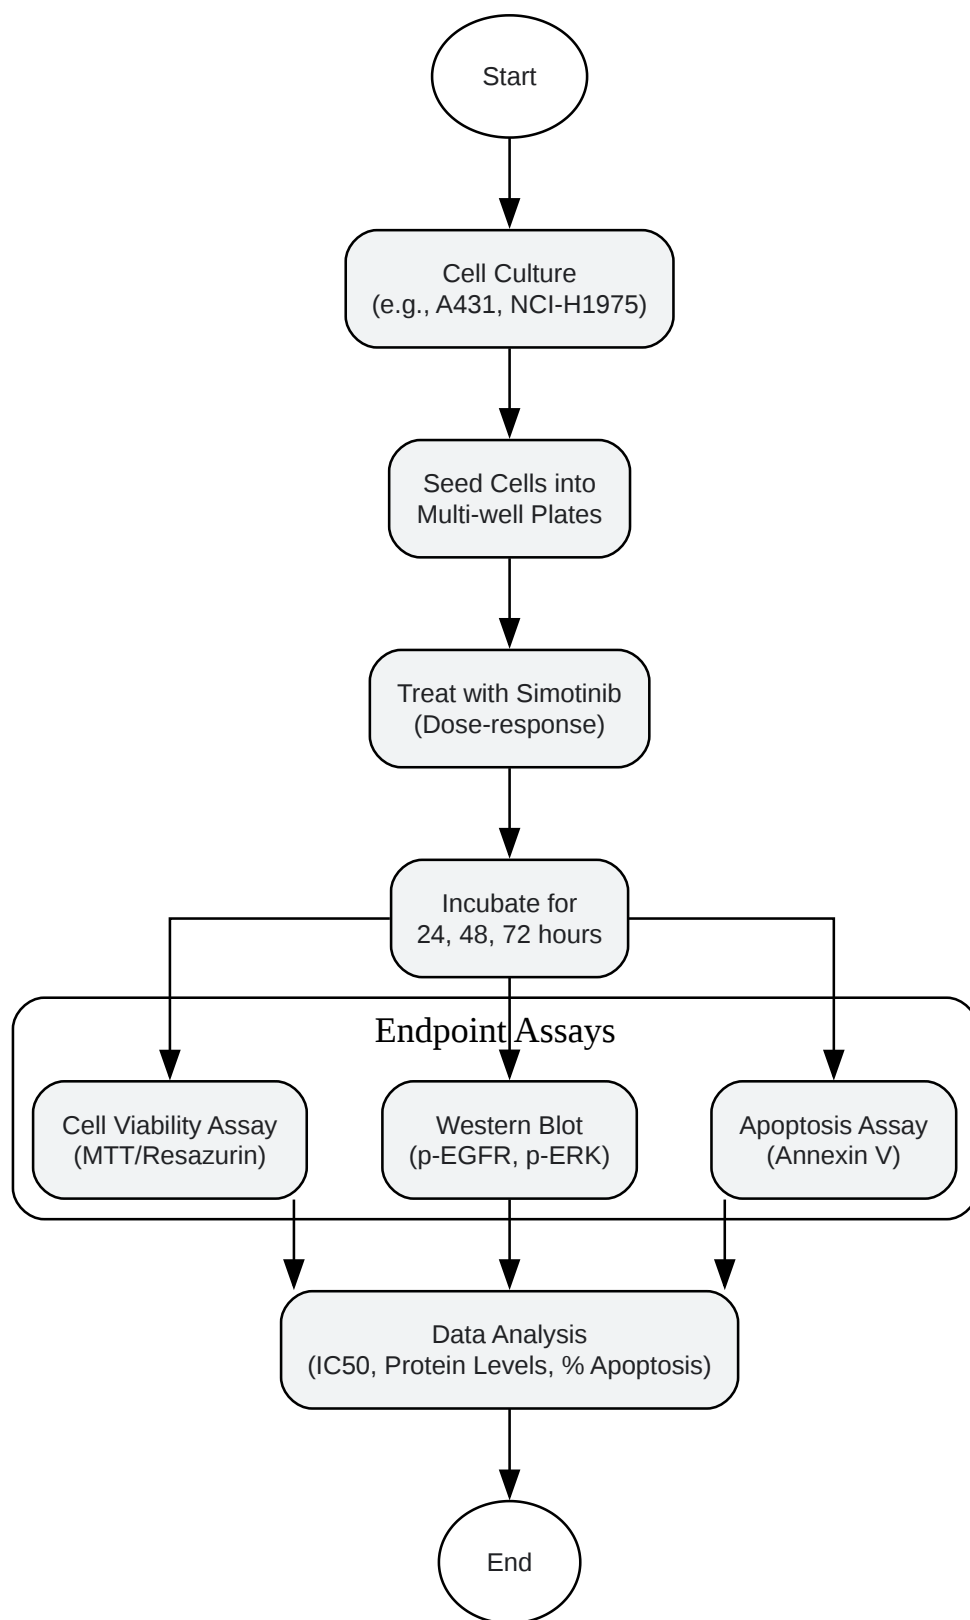 Start
Cell Culture
(e.g., A431, NCI-H1975)
Seed Cells into
Multi-well Plates
Treat with Simotinib
(Dose-response)
Incubate for
24, 48, 72 hours
Endpoint Assays
Cell Viability Assay
(MTT/Resazurin)
Western Blot
(p-EGFR, p-ERK)
Apoptosis Assay
(Annexin V)
Data Analysis
(IC50, Protein Levels, % Apoptosis)
End